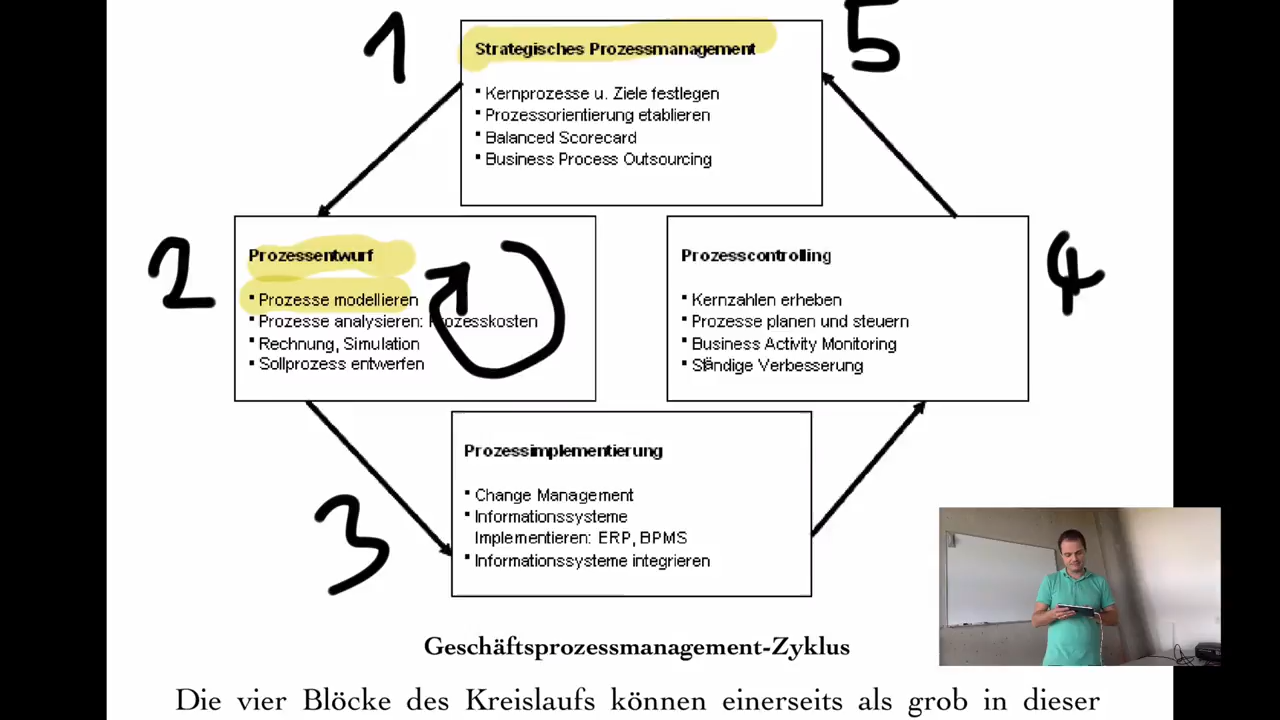 1
5
Strategisches Prozessmanagement
▪ Kernprozesse u. Ziele festlegen
▪ Prozessorientierung etablieren
▪ Balanced Scorecard
▪ Business Process Outsourcing
2
Prozessentwurf
▪ Prozesse modellieren
▪ Prozesse analysieren: Prozesskosten
▪ Rechnung, Simulation
▪ Sollprozess entwerfen
Prozesscontrolling
▪ Kernzahlen erheben
▪ Prozesse planen und steuern
▪ Business Activity Monitoring
▪ Ständige Verbesserung
4
3
Prozessimplementierung
▪ Change Management
▪ Informationssysteme
Implementieren: ERP, BPMS
▪ Informationssysteme integrieren
Geschäftsprozessmanagement-Zyklus
Die vier Blöcke des Kreislaufs können einerseits als grob in dieser